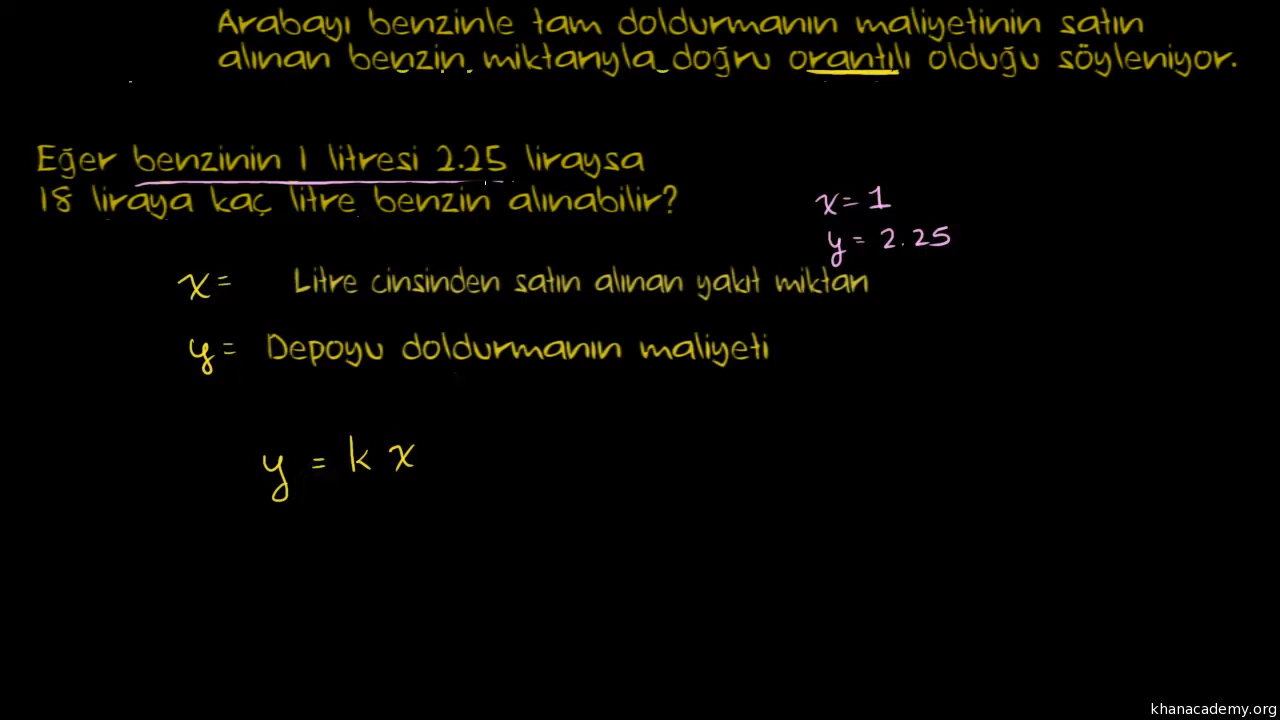 Arabayı benzinle tam doldurmanın maliyetinin satın
alınan benzin miktarıyla doğru orantılı olduğu söyleniyor.
Eğer benzinin 1 litresi 2.25 liraysa
18 liraya kaç litre benzin alınabilir?
x = 1
y = 2.25
x = Litre cinsinden satın alınan yakıt miktarı
y = Depoyu doldurmanın maliyeti
y = k x
khanacademy.org